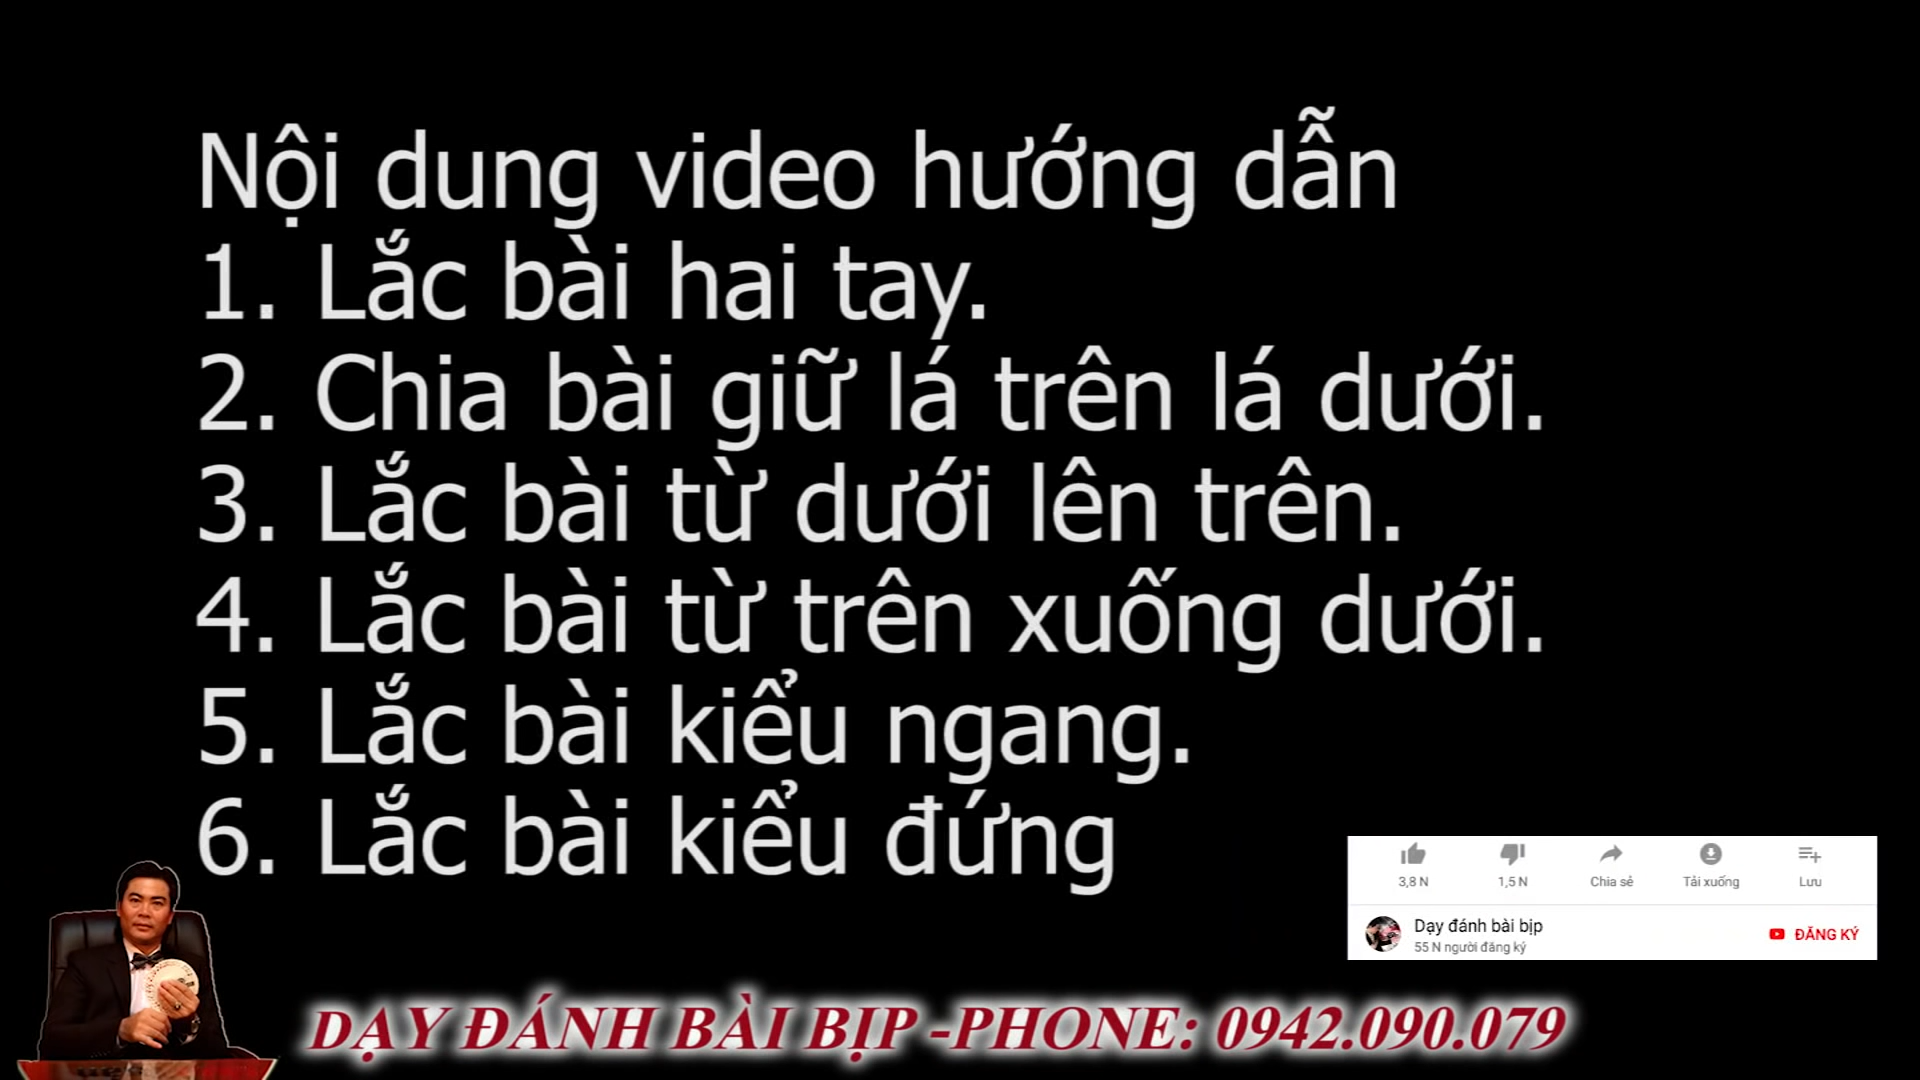 Nội dung video hướng dẫn
1. Lắc bài hai tay.
2. Chia bài giữ lá trên lá dưới.
3. Lắc bài từ dưới lên trên.
4. Lắc bài từ trên xuống dưới.
5. Lắc bài kiểu ngang.
6. Lắc bài kiểu đứng
3,8 N 1,5 N Chia sẻ Tải xuống Lưu
Dạy đánh bài bịp
55 N người đăng ký
ĐĂNG KÝ
DẠY ĐÁNH BÀI BỊP -PHONE: 0942.090.079